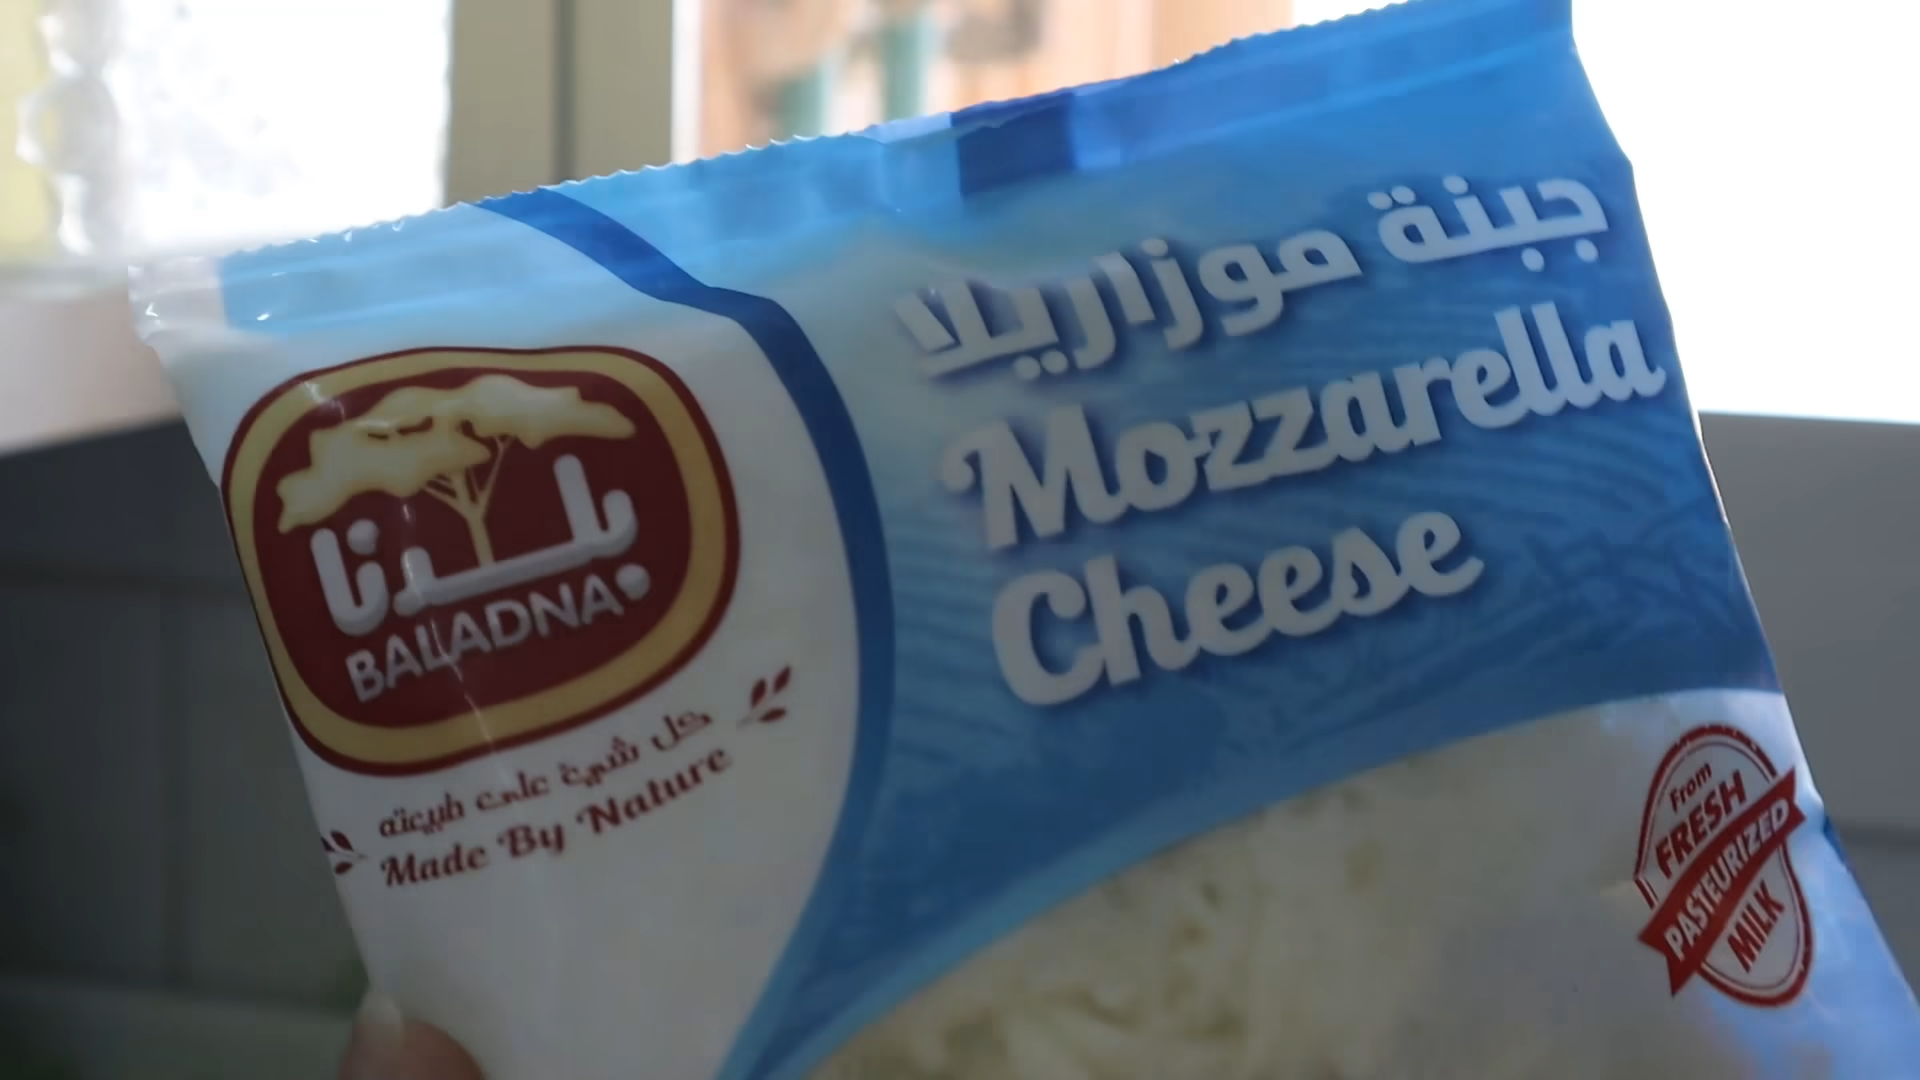 بلدنا
BALADNA
كل شيء على طبيعته
Made By Nature
جبنة موزاريلا
Mozzarella
Cheese
From
FRESH
PASTEURIZED
MILK